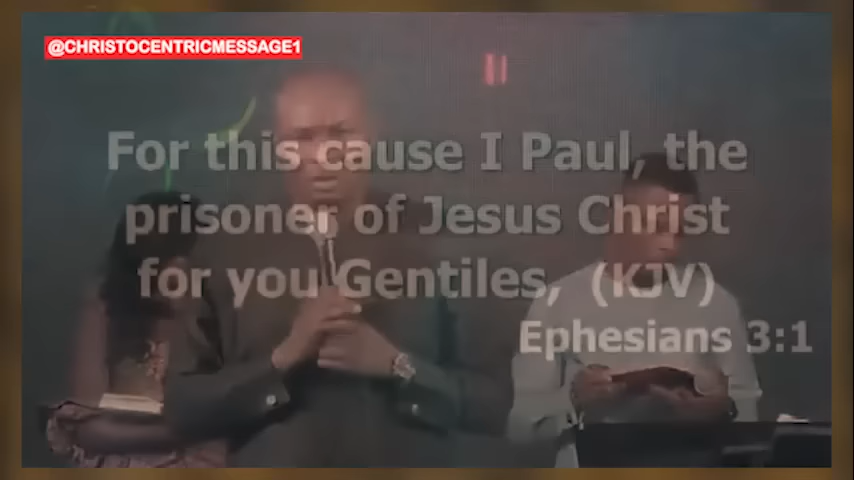 @CHRISTOCENTRICMESSAGE1
For this cause I Paul, the
prisoner of Jesus Christ
for you Gentiles, (KJV)
Ephesians 3:1